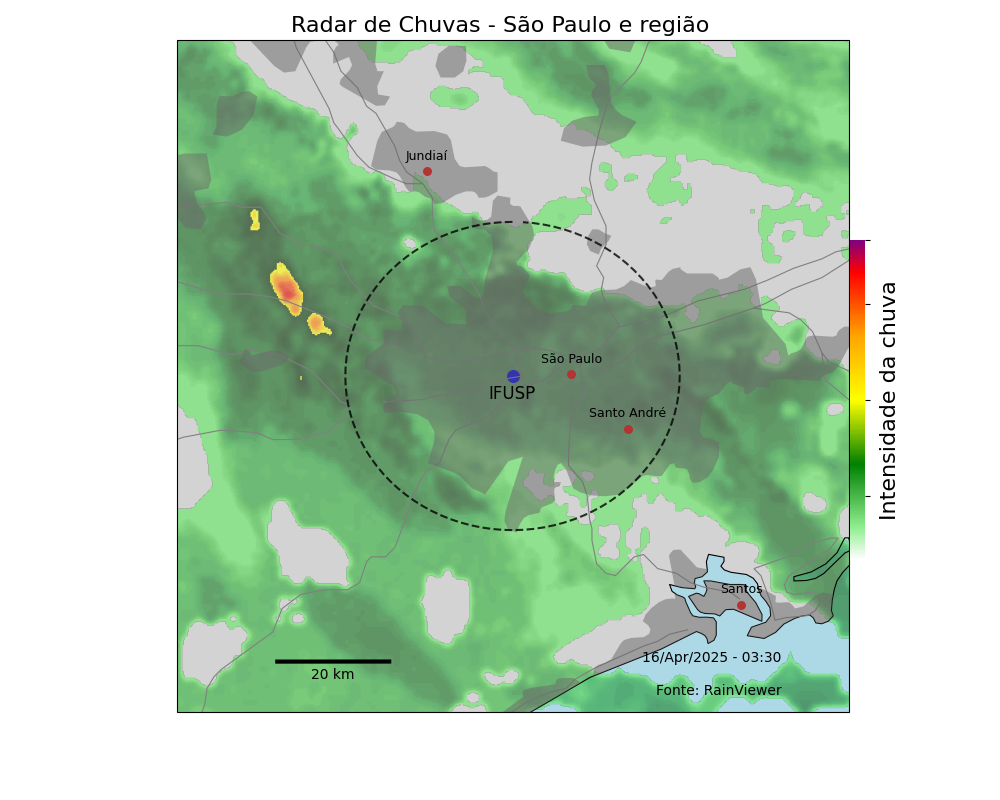 Radar de Chuvas - São Paulo e região
Jundiaí
São Paulo
IFUSP
Santo André
Santos
16/Apr/2025 - 03:30
20 km
Fonte: RainViewer
Intensidade da chuva